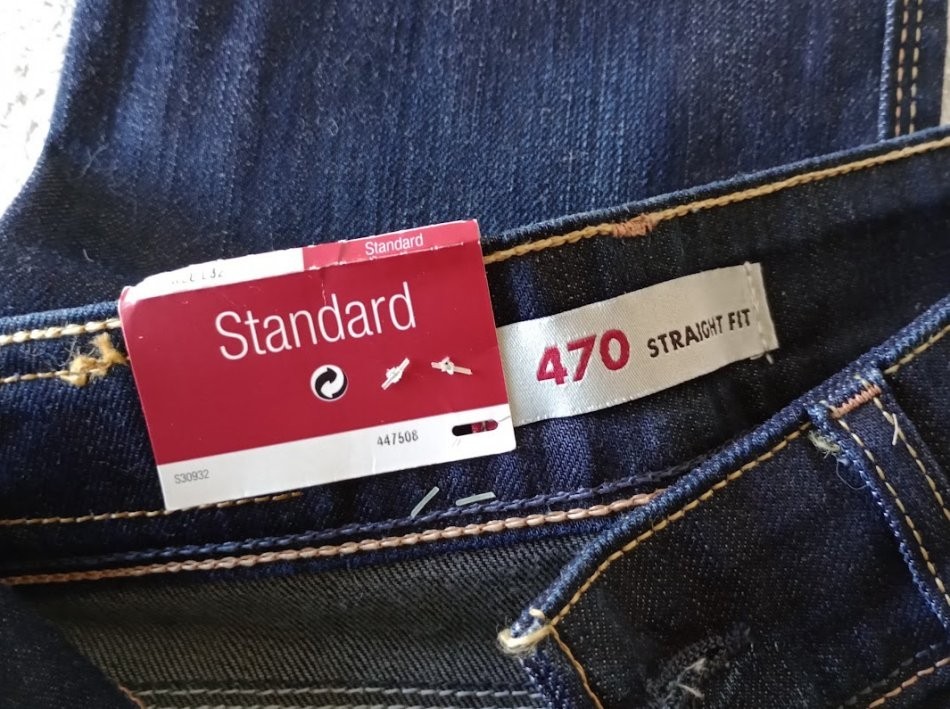 Standard
Standard
447508
S30932
470 STRAIGHT FIT